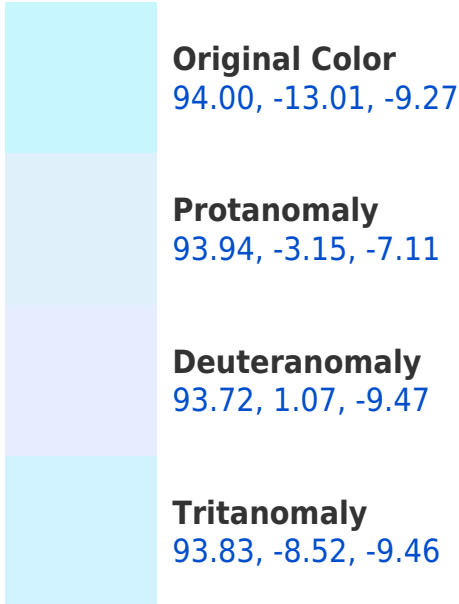 Original Color
94.00, -13.01, -9.27
Protanomaly
93.94, -3.15, -7.11
Deuteranomaly
93.72, 1.07, -9.47
Tritanomaly
93.83, -8.52, -9.46